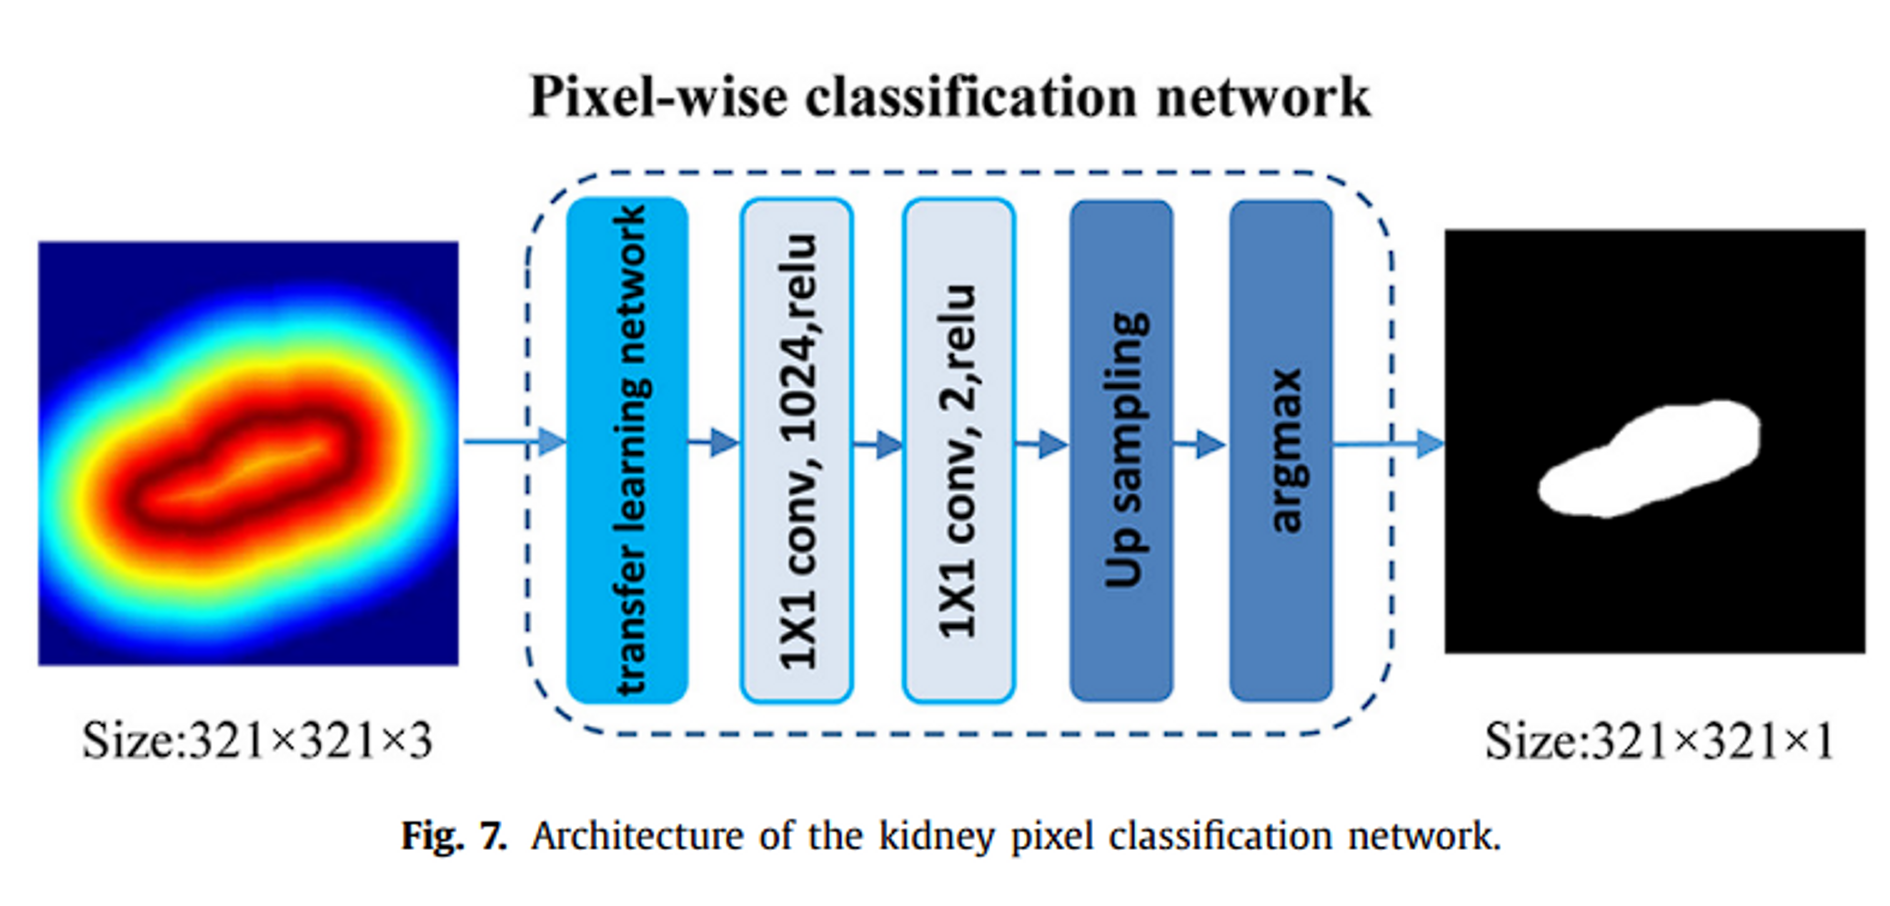 Pixel-wise classification network
transfer learning network
1X1 conv, 1024,relu
1X1 conv, 2,relu
Up sampling
argmax
Size:321×321×3
Size:321×321×1
Fig. 7. Architecture of the kidney pixel classification network.